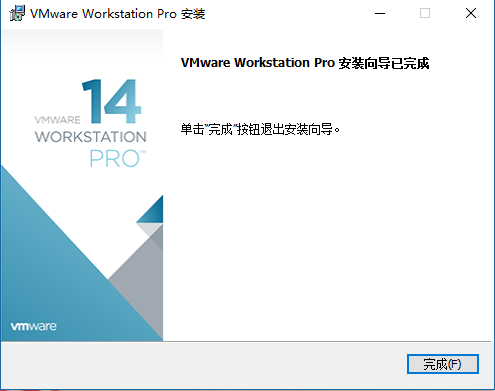 VMware Workstation Pro 安装
VMware Workstation Pro 安装向导已完成
VMWARE 14
WORKSTATION
PRO™
单击"完成"按钮退出安装向导。
vmware
完成(F)